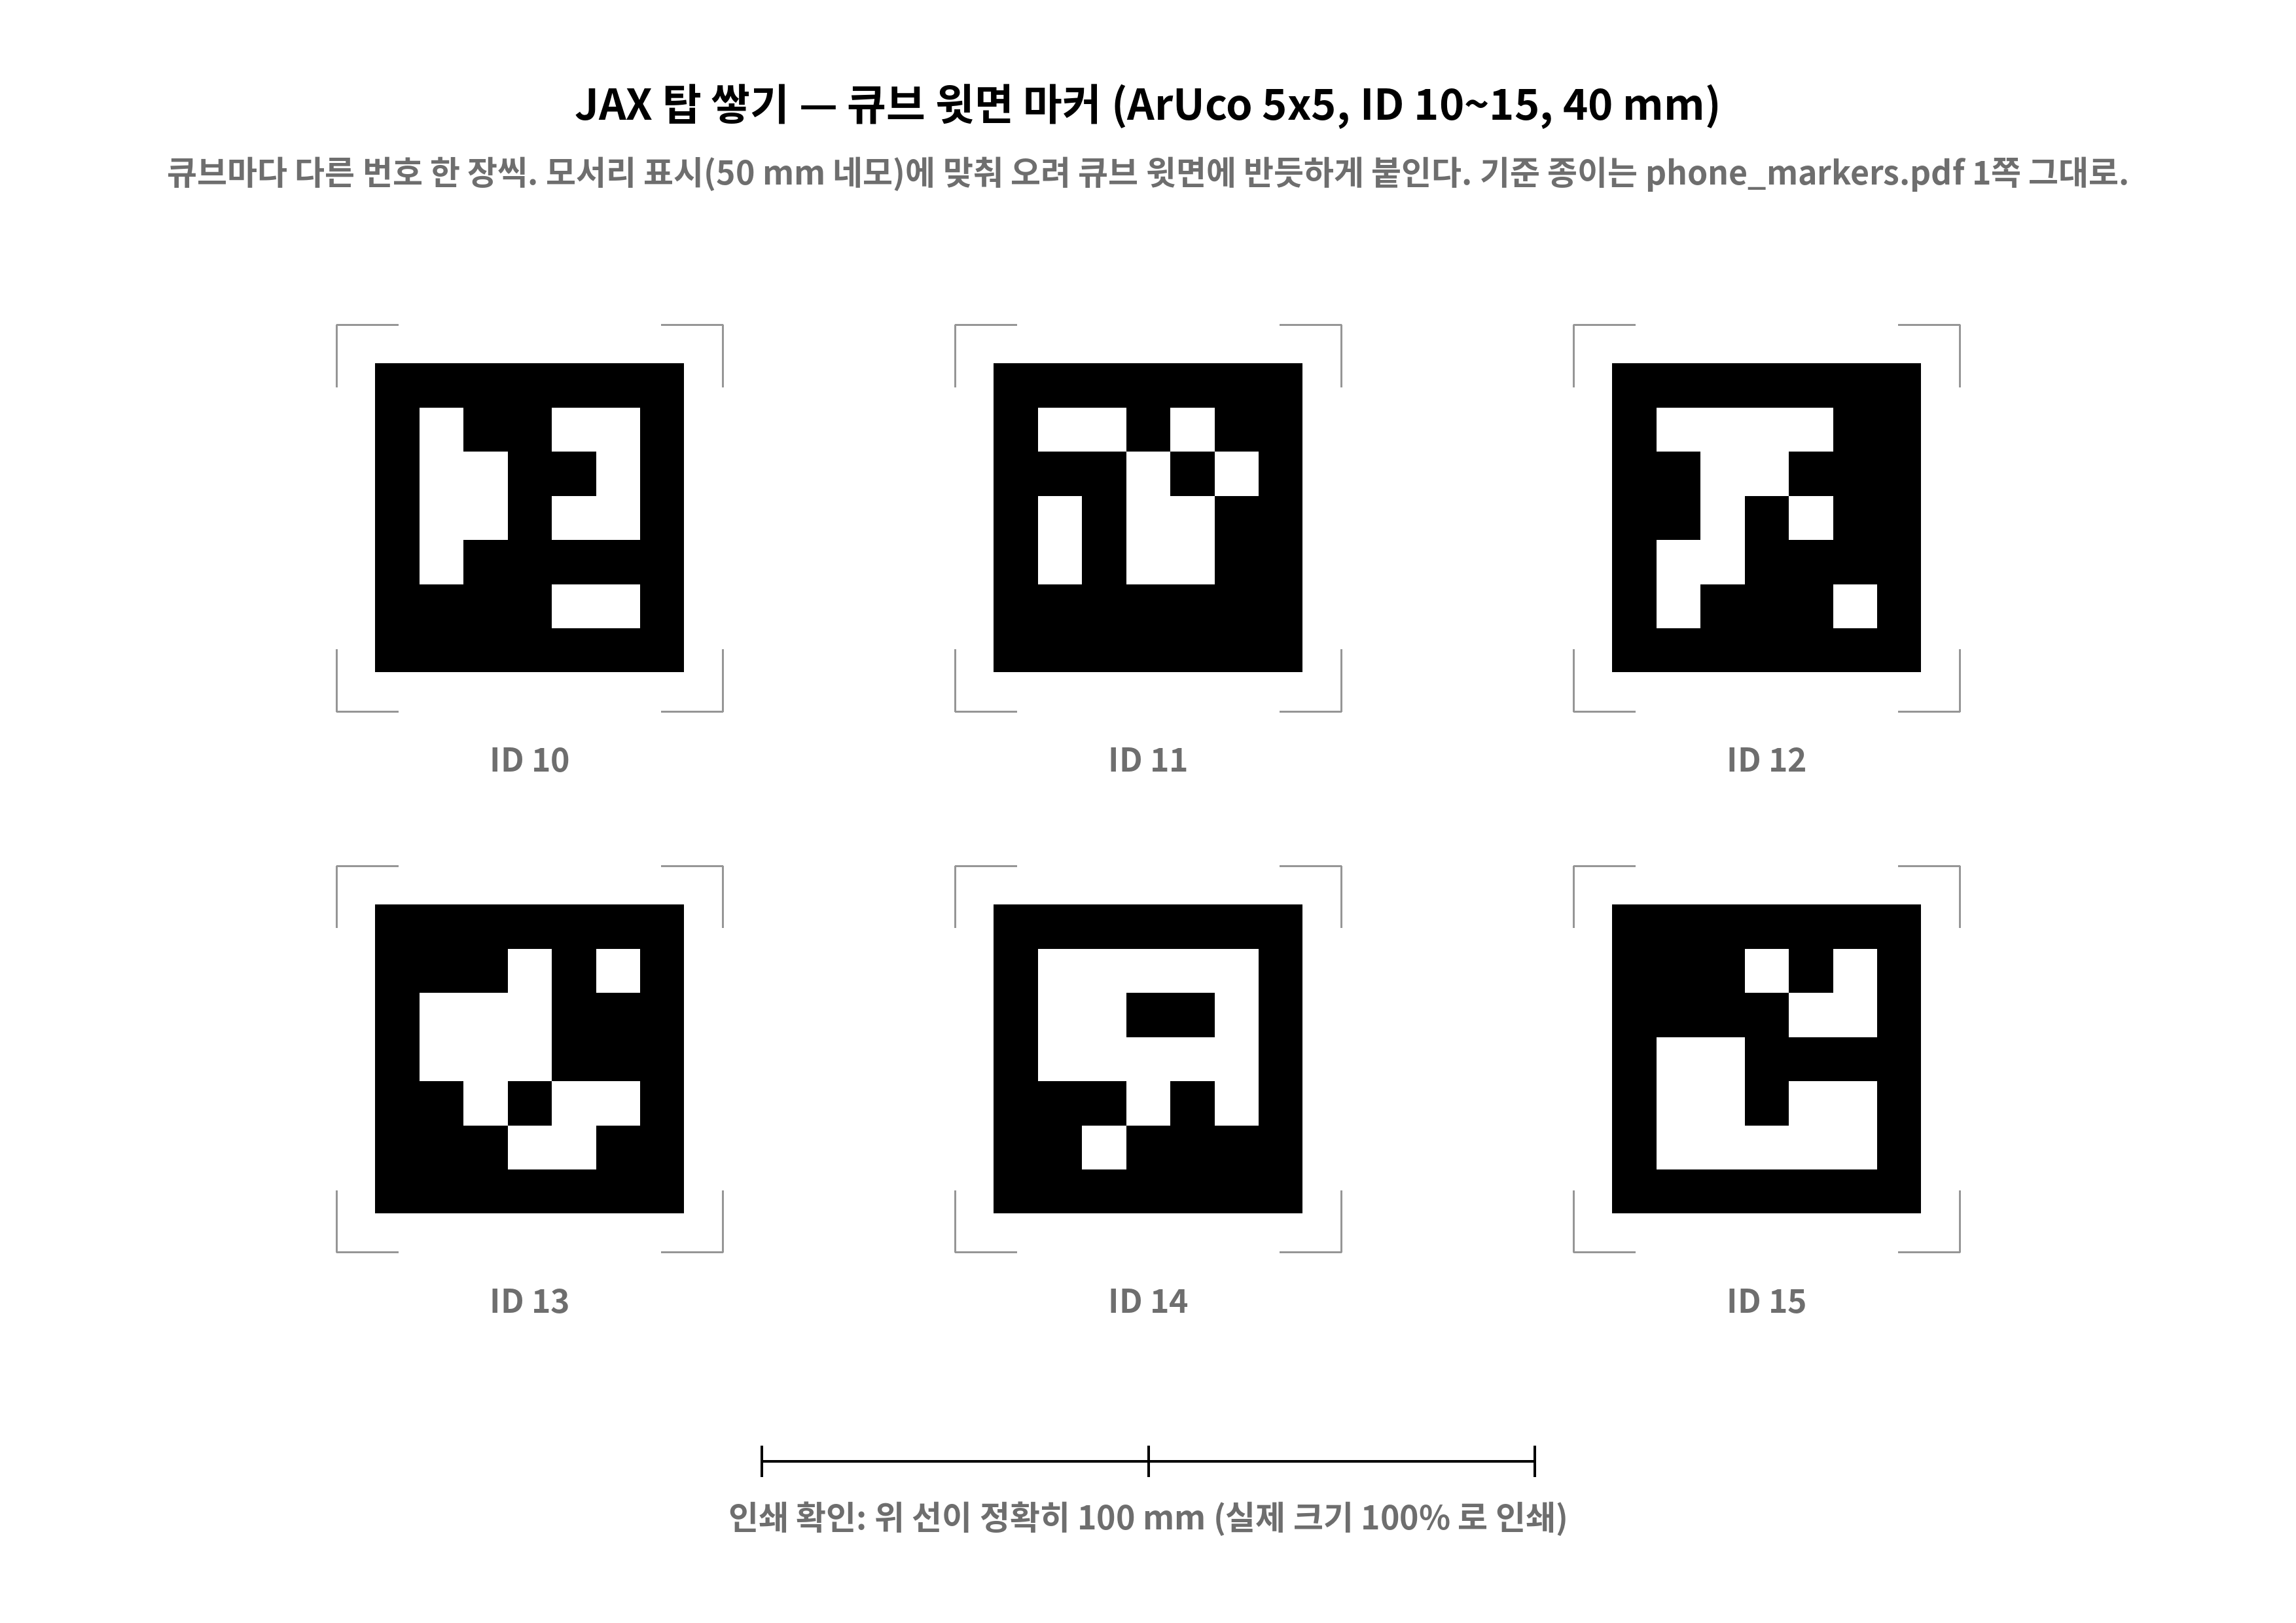 JAX 탑 쌓기 — 큐브 윗면 마커 (ArUco 5x5, ID 10~15, 40 mm)
큐브마다 다른 번호 한 장씩. 모서리 표시(50 mm 네모)에 맞춰 오려 큐브 윗면에 반듯하게 붙인다. 기준 종이는 phone_markers.pdf 1쪽 그대로.
ID 10
ID 11
ID 12
ID 13
ID 14
ID 15
인쇄 확인: 위 선이 정확히 100 mm (실제 크기 100% 로 인쇄)